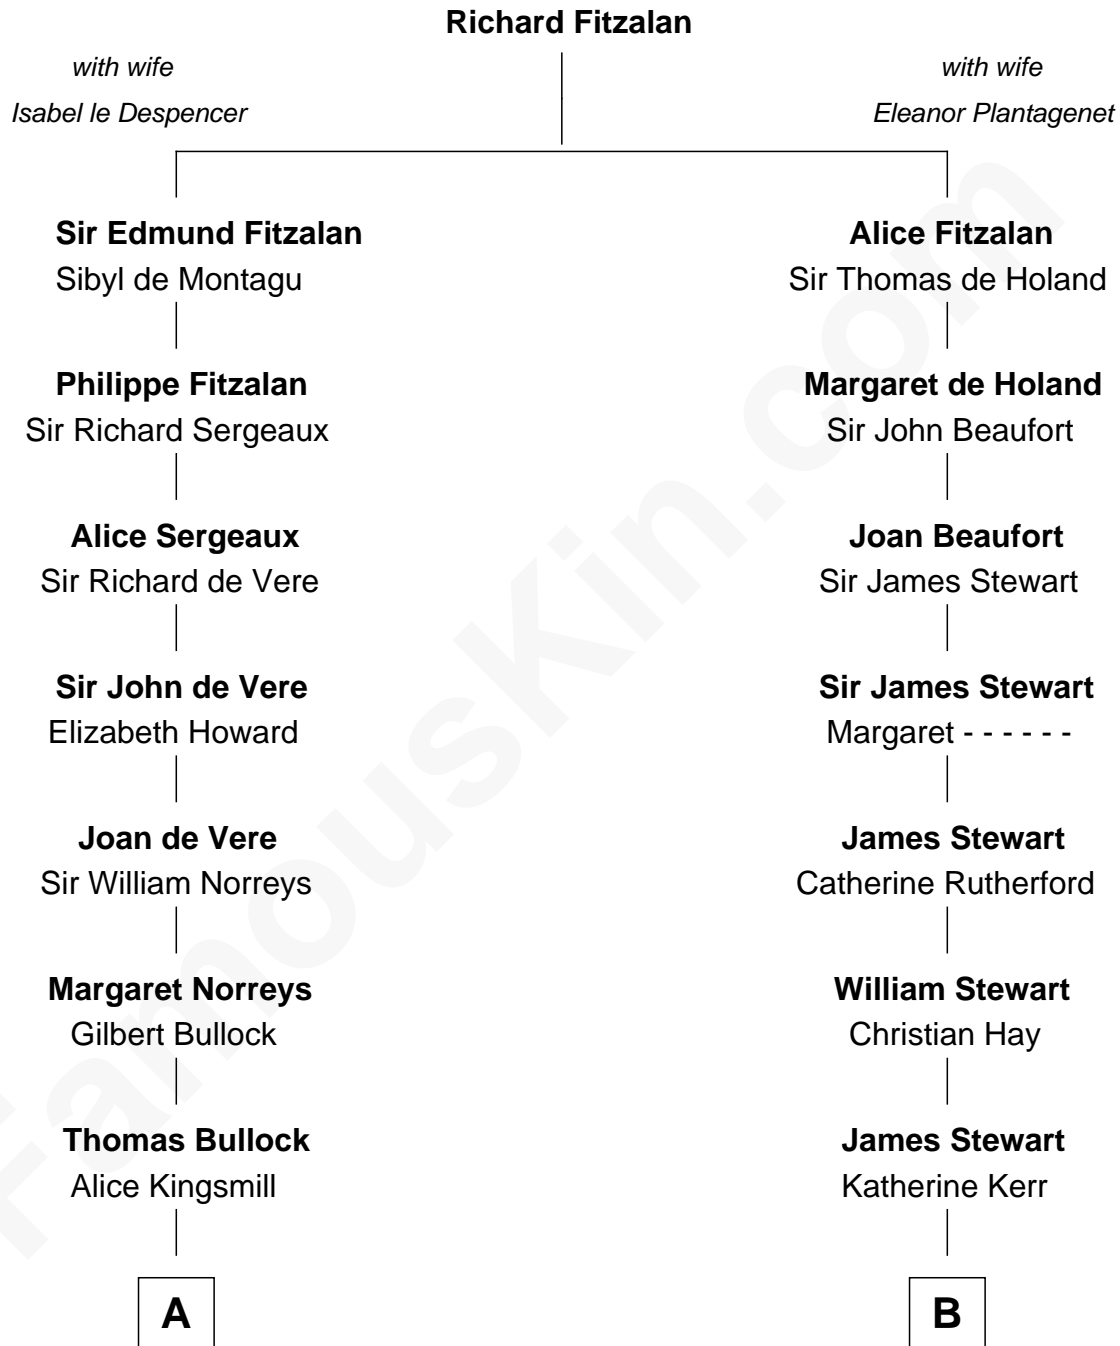 Richard Fitzalan
with wife
Isabel le Despencer
with wife
Eleanor Plantagenet
Sir Edmund Fitzalan
Sibyl de Montagu
Alice Fitzalan
Sir Thomas de Holand
Philippe Fitzalan
Sir Richard Sergeaux
Margaret de Holand
Sir John Beaufort
Alice Sergeaux
Sir Richard de Vere
Joan Beaufort
Sir James Stewart
Sir John de Vere
Elizabeth Howard
Sir James Stewart
Margaret - - - - - -
Joan de Vere
Sir William Norreys
James Stewart
Catherine Rutherford
Margaret Norreys
Gilbert Bullock
William Stewart
Christian Hay
Thomas Bullock
Alice Kingsmill
James Stewart
Katherine Kerr
A
B
FamousKin.com